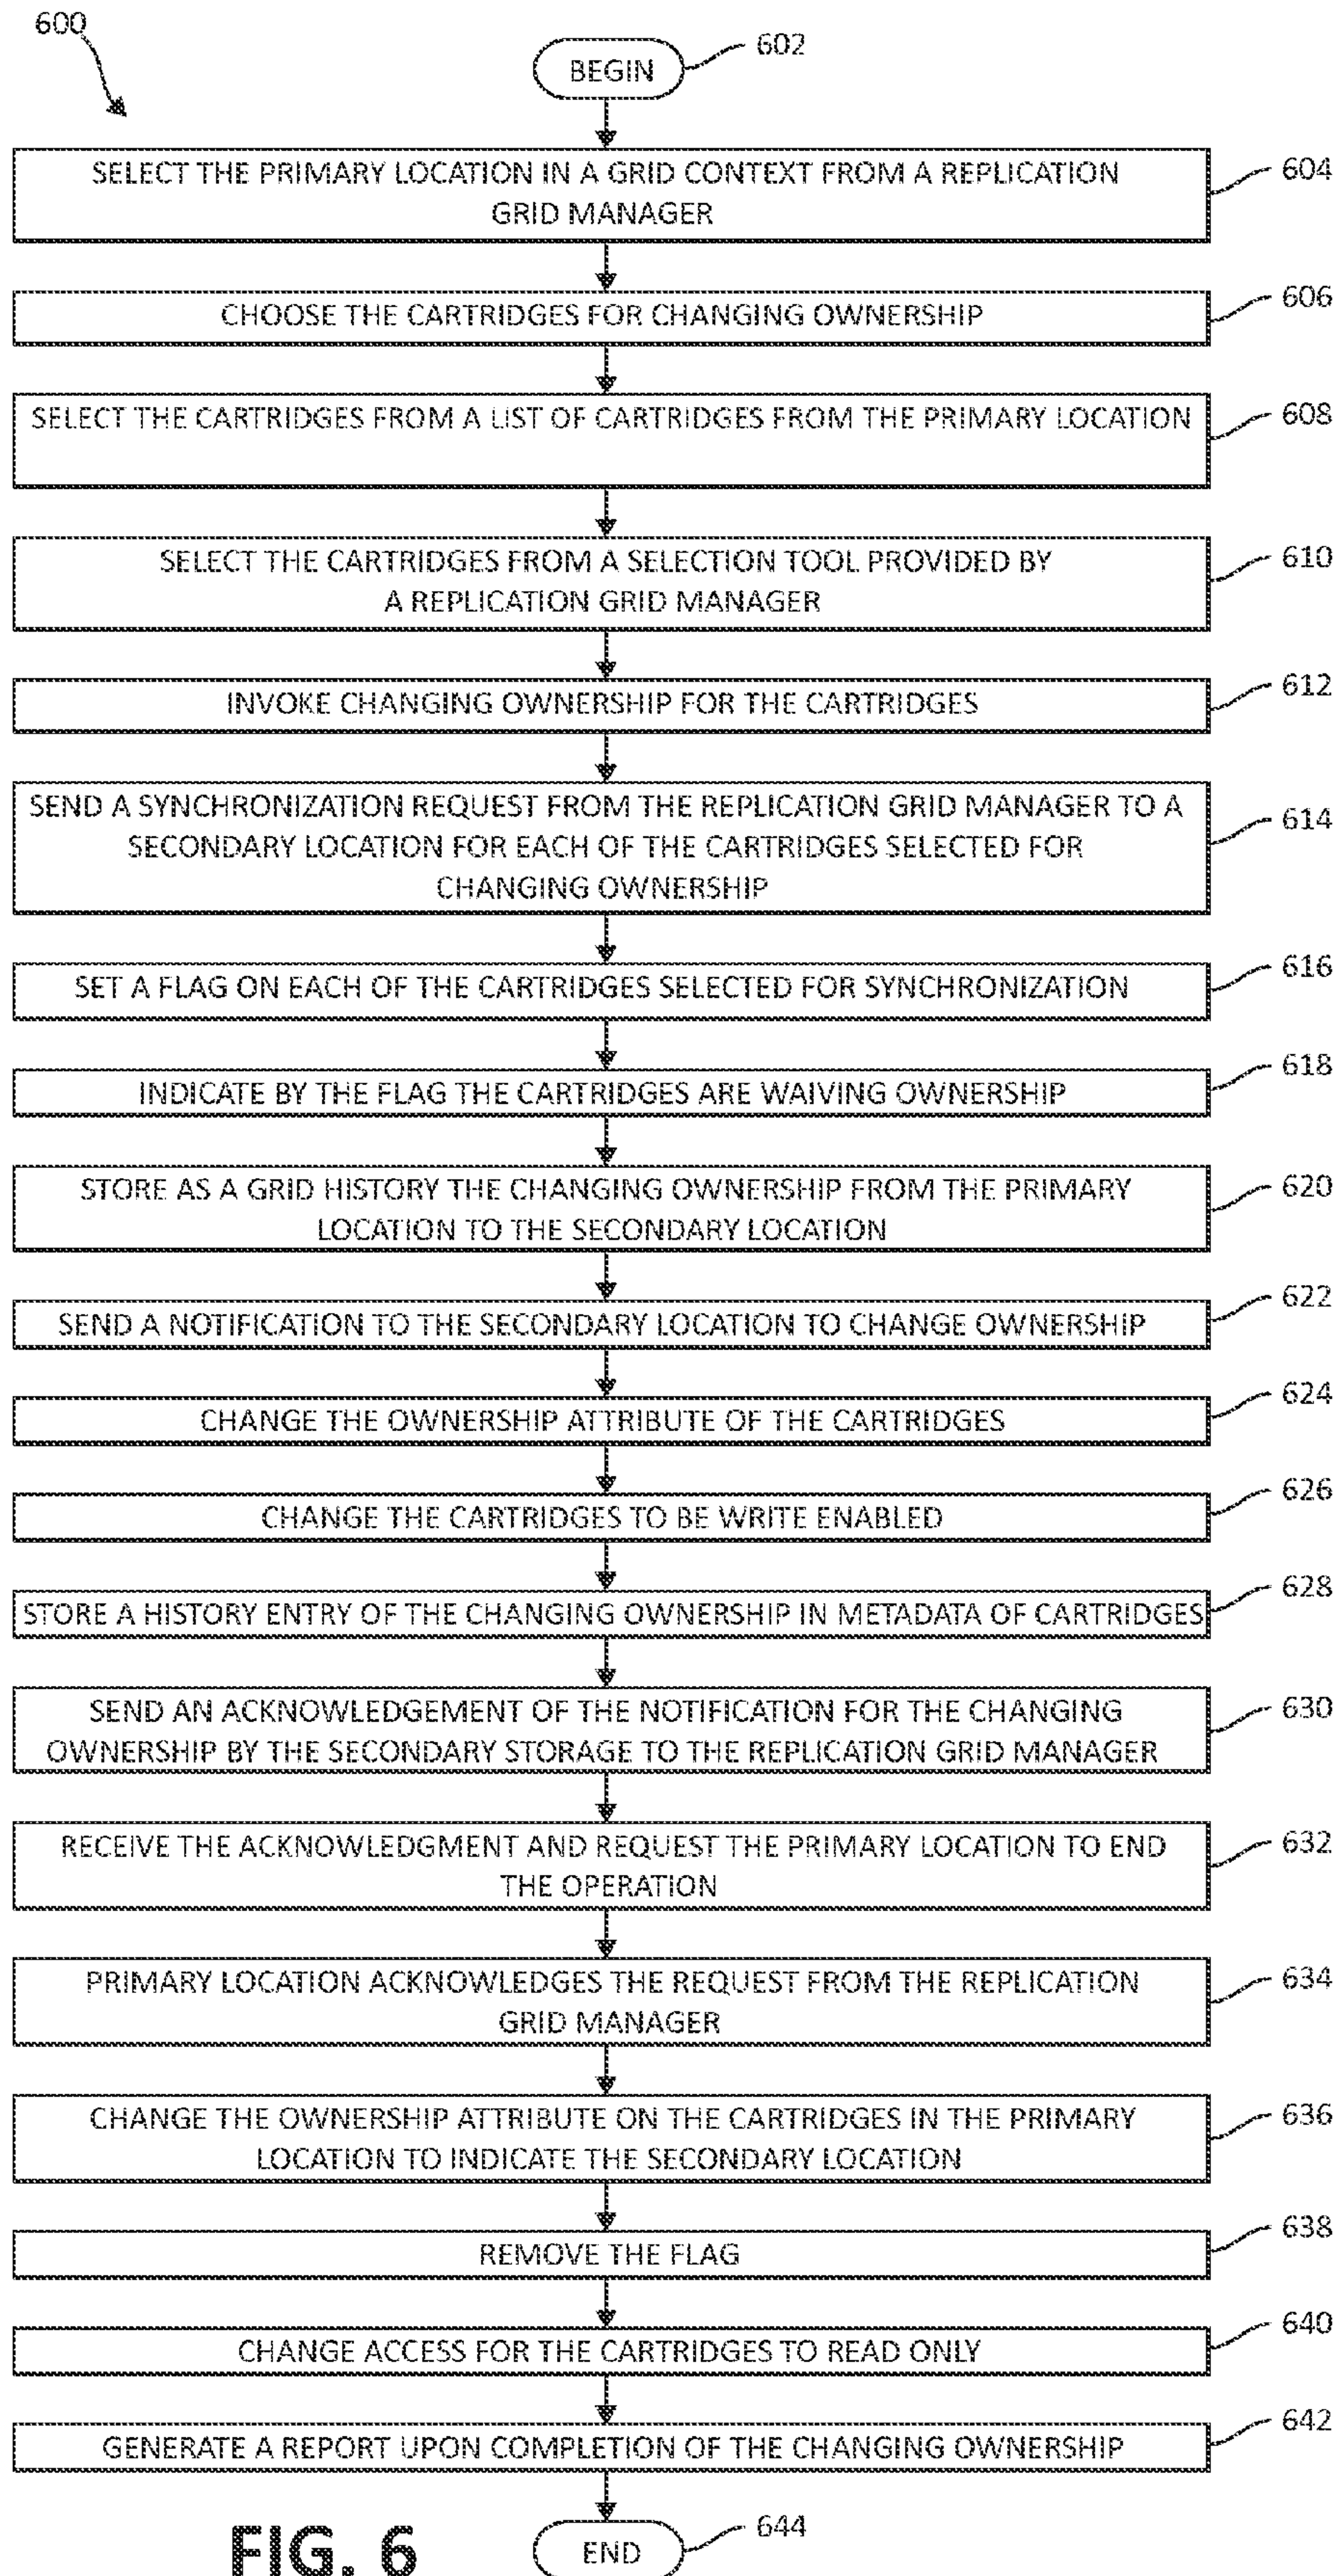 600
BEGIN
602
SELECT THE PRIMARY LOCATION IN A GRID CONTEXT FROM A REPLICATION
GRID MANAGER
604
CHOOSE THE CARTRIDGES FOR CHANGING OWNERSHIP
606
SELECT THE CARTRIDGES FROM A LIST OF CARTRIDGES FROM THE PRIMARY LOCATION
608
SELECT THE CARTRIDGES FROM A SELECTION TOOL PROVIDED BY
A REPLICATION GRID MANAGER
610
INVOKE CHANGING OWNERSHIP FOR THE CARTRIDGES
612
SEND A SYNCHRONIZATION REQUEST FROM THE REPLICATION GRID MANAGER TO A
SECONDARY LOCATION FOR EACH OF THE CARTRIDGES SELECTED FOR
CHANGING OWNERSHIP
614
SET A FLAG ON EACH OF THE CARTRIDGES SELECTED FOR SYNCHRONIZATION
616
INDICATE BY THE FLAG THE CARTRIDGES ARE WAIVING OWNERSHIP
618
STORE AS A GRID HISTORY THE CHANGING OWNERSHIP FROM THE PRIMARY
LOCATION TO THE SECONDARY LOCATION
620
SEND A NOTIFICATION TO THE SECONDARY LOCATION TO CHANGE OWNERSHIP
622
CHANGE THE OWNERSHIP ATTRIBUTE OF THE CARTRIDGES
624
CHANGE THE CARTRIDGES TO BE WRITE ENABLED
626
STORE A HISTORY ENTRY OF THE CHANGING OWNERSHIP IN METADATA OF CARTRIDGES
628
SEND AN ACKNOWLEDGEMENT OF THE NOTIFICATION FOR THE CHANGING
OWNERSHIP BY THE SECONDARY STORAGE TO THE REPLICATION GRID MANAGER
630
RECEIVE THE ACKNOWLEDGMENT AND REQUEST THE PRIMARY LOCATION TO END
THE OPERATION
632
PRIMARY LOCATION ACKNOWLEDGES THE REQUEST FROM THE REPLICATION
GRID MANAGER
634
CHANGE THE OWNERSHIP ATTRIBUTE ON THE CARTRIDGES IN THE PRIMARY
LOCATION TO INDICATE THE SECONDARY LOCATION
636
REMOVE THE FLAG
638
CHANGE ACCESS FOR THE CARTRIDGES TO READ ONLY
640
GENERATE A REPORT UPON COMPLETION OF THE CHANGING OWNERSHIP
642
END
644
FIG. 6